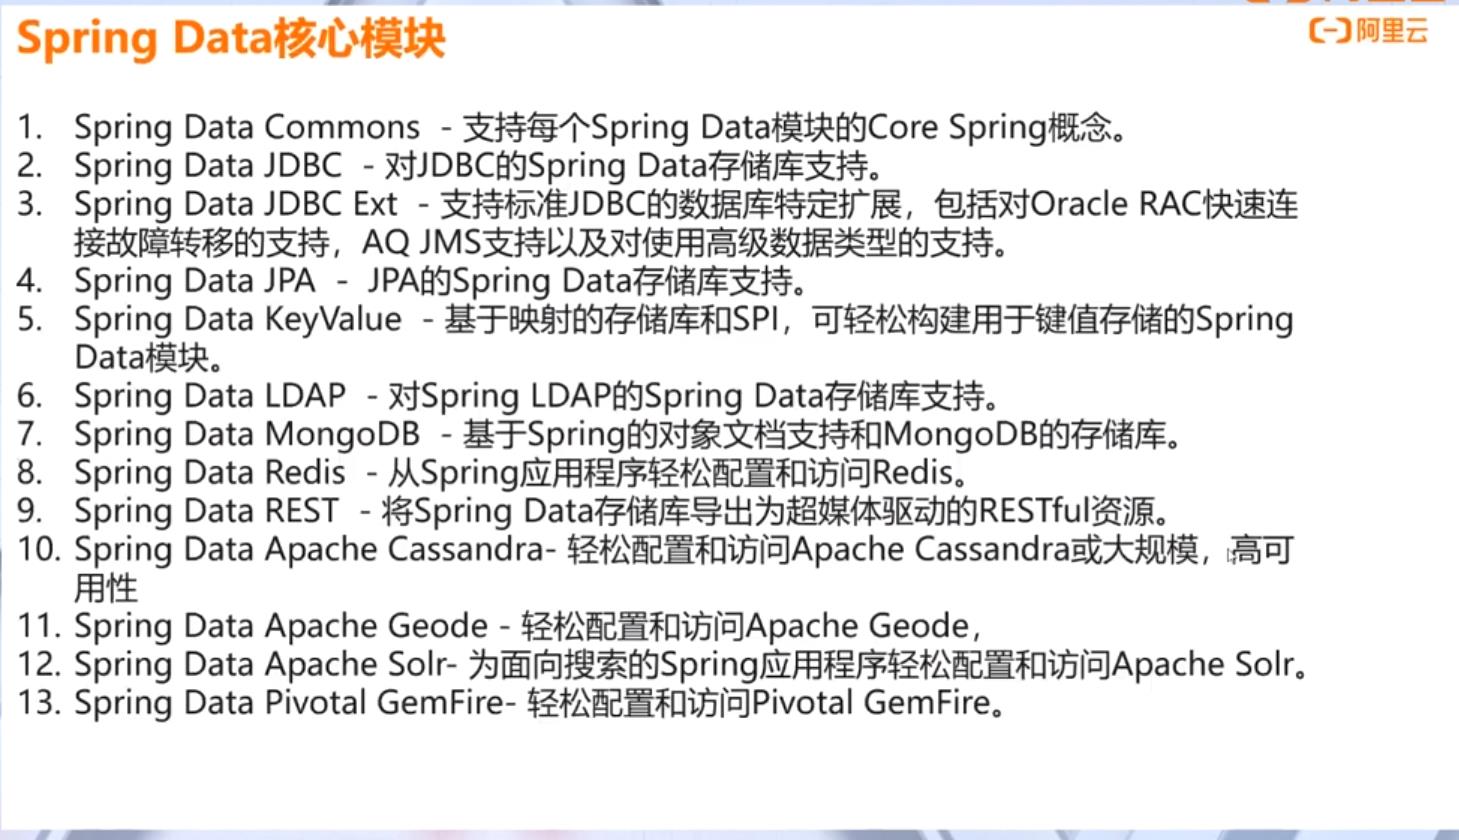 Spring Data核心模块
阿里云
1. Spring Data Commons - 支持每个Spring Data模块的Core Spring概念。
2. Spring Data JDBC - 对JDBC的Spring Data存储库支持。
3. Spring Data JDBC Ext - 支持标准JDBC的数据库特定扩展，包括对Oracle RAC快速连
接故障转移的支持，AQ JMS支持以及对使用高级数据类型的支持。
4. Spring Data JPA - JPA的Spring Data存储库支持。
5. Spring Data KeyValue - 基于映射的存储库和SPI，可轻松构建用于键值存储的Spring
Data模块。
6. Spring Data LDAP - 对Spring LDAP的Spring Data存储库支持。
7. Spring Data MongoDB - 基于Spring的对象文档支持和MongoDB的存储库。
8. Spring Data Redis - 从Spring应用程序轻松配置和访问Redis。
9. Spring Data REST - 将Spring Data存储库导出为超媒体驱动的RESTful资源。
10. Spring Data Apache Cassandra- 轻松配置和访问Apache Cassandra或大规模，高可
用性
11. Spring Data Apache Geode - 轻松配置和访问Apache Geode，
12. Spring Data Apache Solr- 为面向搜索的Spring应用程序轻松配置和访问Apache Solr。
13. Spring Data Pivotal GemFire- 轻松配置和访问Pivotal GemFire。